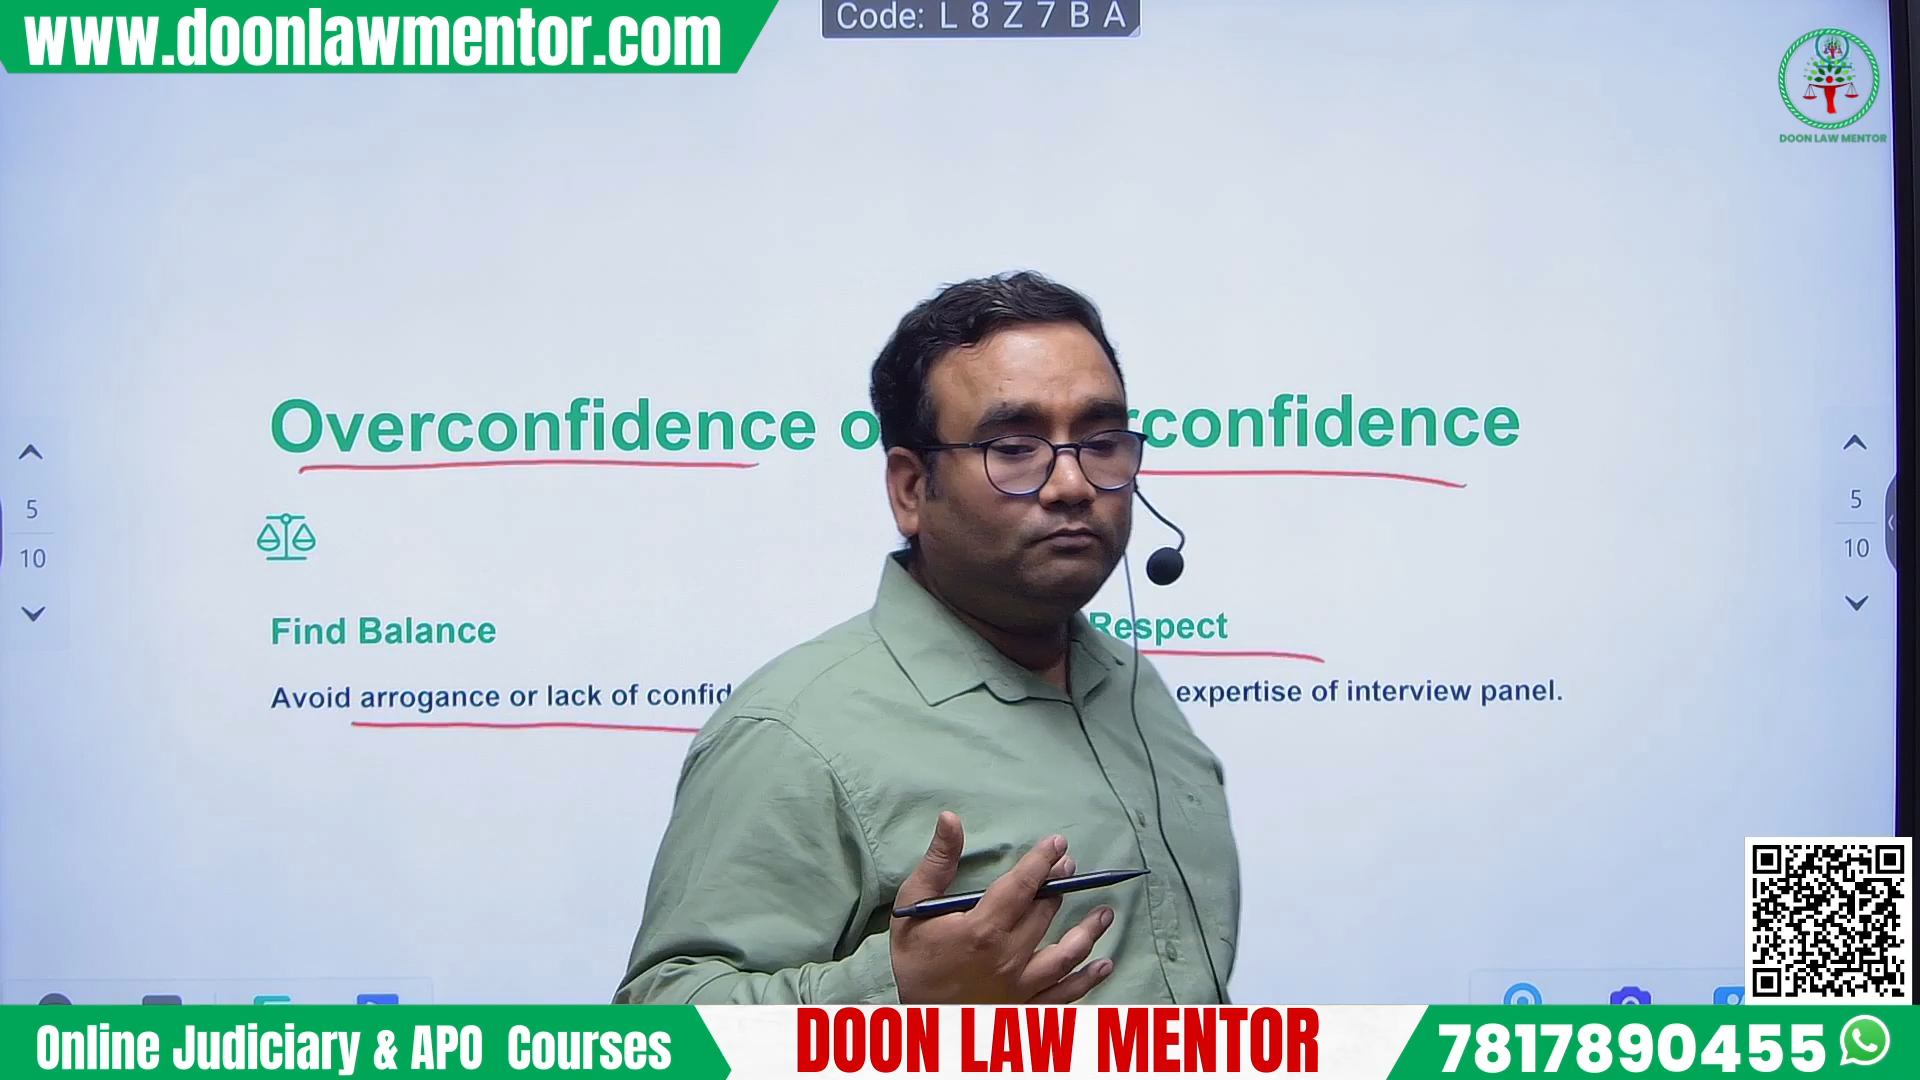 www.doonlawmentor.com
Code: L 8 Z 7 B A
DOON LAW MENTOR
Overconfidence o rconfidence
5
10
5
10
Find Balance
Respect
Avoid arrogance or lack of confid
expertise of interview panel.
Online Judiciary & APO Courses
DOON LAW MENTOR
7817890455